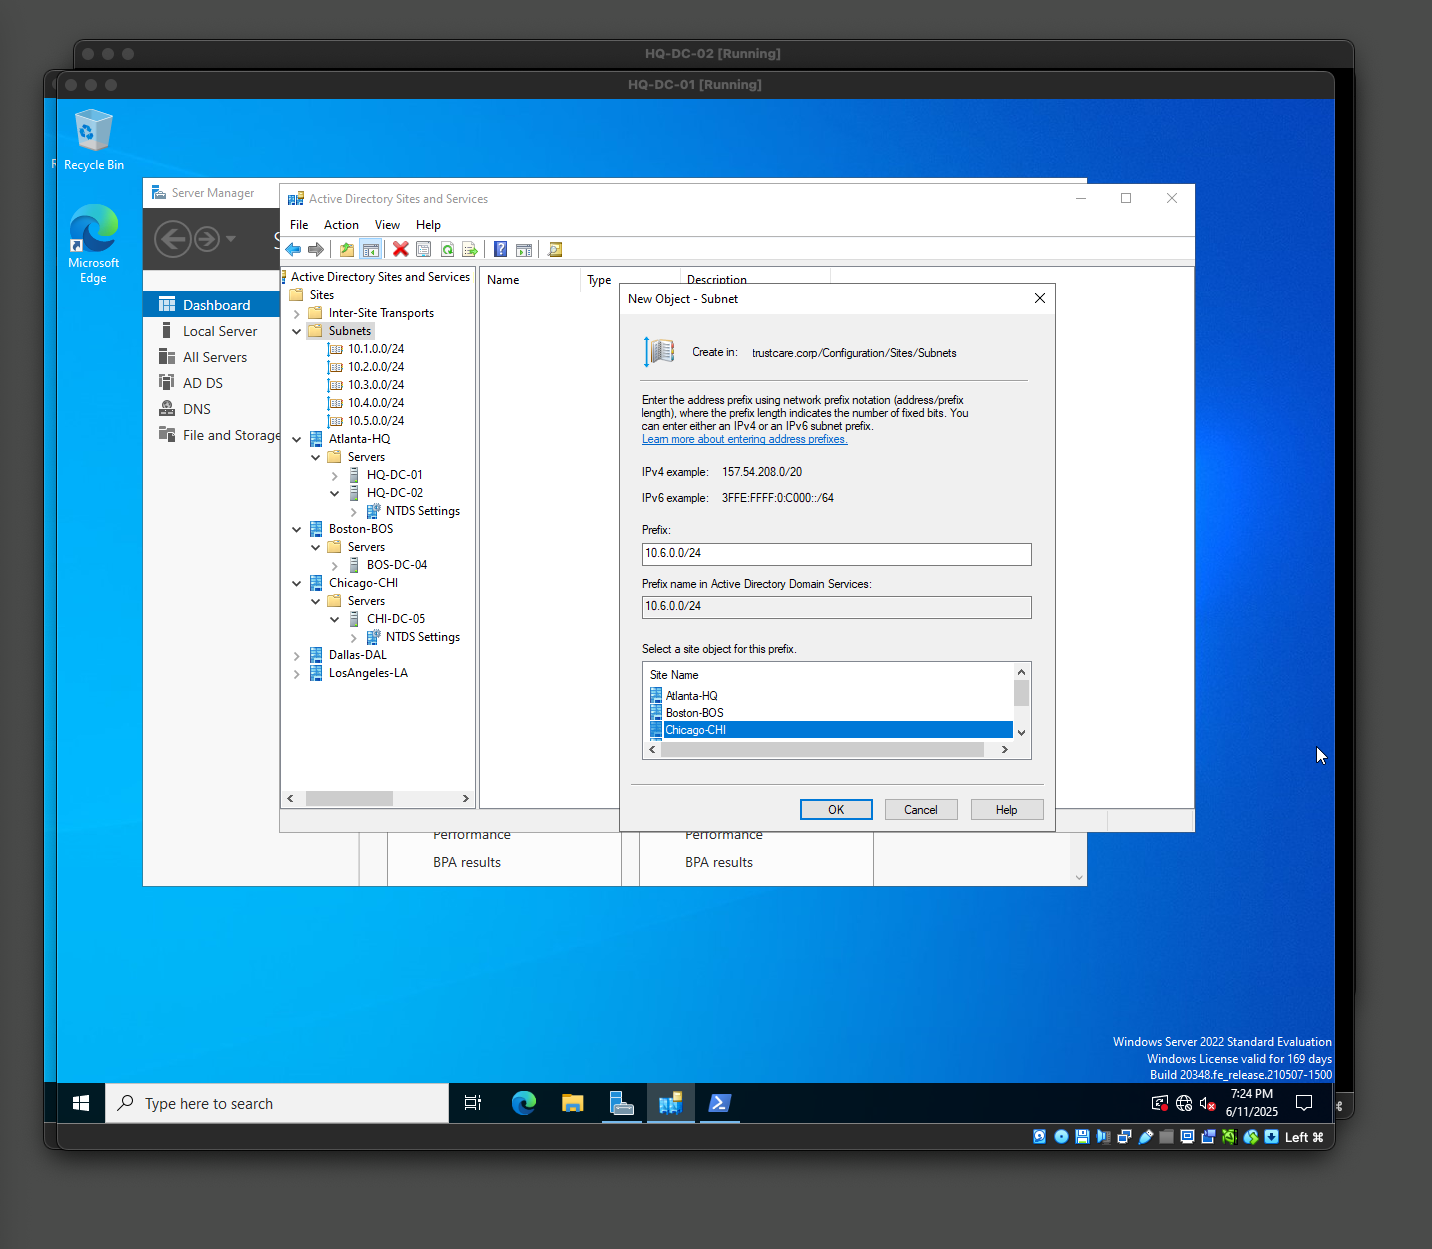 HQ-DC-02 [Running]
HQ-DC-01 [Running]
Recycle Bin
Microsoft
Edge
Server Manager
Dashboard
Local Server
All Servers
AD DS
DNS
File and Storage
Active Directory Sites and Services
File Action View Help
Active Directory Sites and Services
Sites
Inter-Site Transports
Subnets
10.1.0.0/24
10.2.0.0/24
10.3.0.0/24
10.4.0.0/24
10.5.0.0/24
Atlanta-HQ
Servers
HQ-DC-01
HQ-DC-02
NTDS Settings
Boston-BOS
Servers
BOS-DC-04
Chicago-CHI
Servers
CHI-DC-05
NTDS Settings
Dallas-DAL
LosAngeles-LA
Name Type Description
New Object - Subnet
Create in: trustcare.corp/Configuration/Sites/Subnets
Enter the address prefix using network prefix notation (address/prefix
length), where the prefix length indicates the number of fixed bits. You
can enter either an IPv4 or an IPv6 subnet prefix.
Learn more about entering address prefixes.
IPv4 example: 157.54.208.0/20
IPv6 example: 3FFE:FFFF:0:C000::/64
Prefix:
10.6.0.0/24
Prefix name in Active Directory Domain Services:
10.6.0.0/24
Select a site object for this prefix.
Site Name
Atlanta-HQ
Boston-BOS
Chicago-CHI
OK Cancel Help
Performance Performance
BPA results BPA results
Windows Server 2022 Standard Evaluation
Windows License valid for 169 days
Build 20348.fe_release.210507-1500
Type here to search
7:24 PM
6/11/2025
Left ⌘